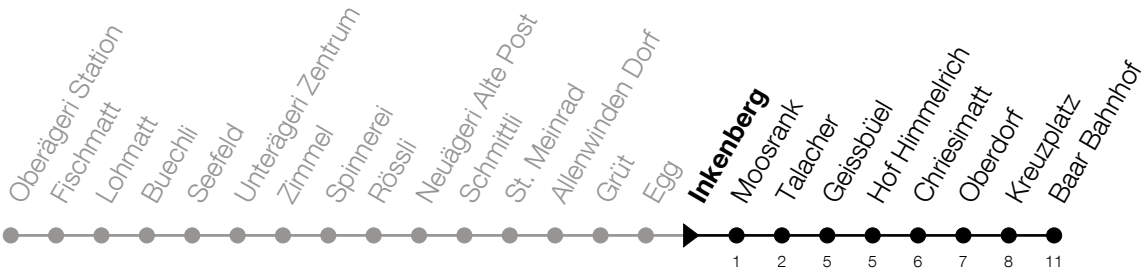 Oberägeri Station
Fischmatt
Lohmatt
Buechli
Seefeld
Unterägeri Zentrum
Zimmel
Spinnerei
Rössli
Neuägeri Alte Post
Schmittli
St. Meinrad
Allenwinden Dorf
Grüt
Egg
Inkenberg
Moosrank
Talacher
Geissbüel
Hof Himmelrich
Chriesimatt
Oberdorf
Kreuzplatz
Baar Bahnhof
1 2 5 5 6 7 8 11